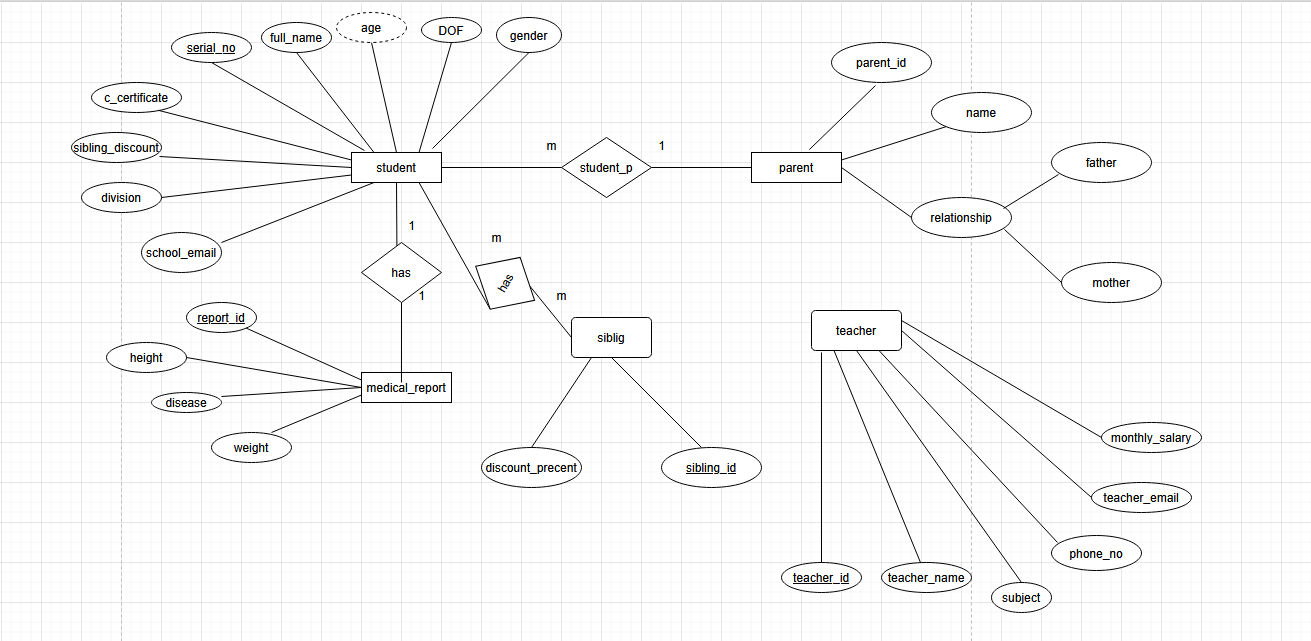 age
DOF
gender
full_name
serial_no
parent_id
c_certificate
name
sibling_discount
m
1
father
student
student_p
parent
division
relationship
1
m
school_email
has
has
mother
1
m
report_id
teacher
siblig
height
medical_report
disease
monthly_salary
weight
discount_precent
sibling_id
teacher_email
phone_no
teacher_id
teacher_name
subject